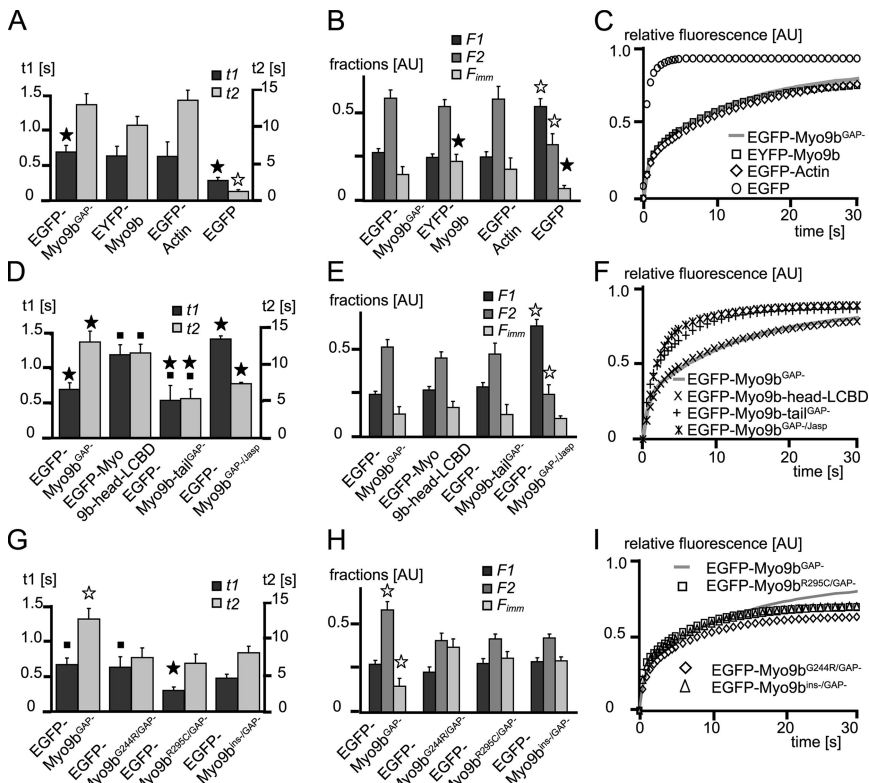 A
t1 [s]
t2 [s]
t1
t2
1.5
1.0
0.5
0
15
10
5
0
EGFP-
Myo9bGAP-
EYFP-
Myo9b
EGFP-
Actin
EGFP
B
fractions [AU]
F1
F2
Fimm
0.5
0
EGFP-
Myo9bGAP-
EYFP-
Myo9b
EGFP-
Actin
EGFP
C
relative fluorescence [AU]
1.0
0.5
0
EGFP-Myo9bGAP-
EYFP-Myo9b
EGFP-Actin
EGFP
0
10
20
30
time [s]
D
t1 [s]
t2 [s]
t1
t2
1.5
1.0
0.5
0
15
10
5
0
EGFP-
Myo9bGAP-
EGFP-Myo
9b-head-LCBD
EGFP-
Myo9b-tailGAP-
EGFP-
Myo9bGAP-/Jasp
E
fractions [AU]
F1
F2
Fimm
0.5
0
EGFP-
Myo9bGAP-
EGFP-Myo
9b-head-LCBD
EGFP-
Myo9b-tailGAP-
EGFP-
Myo9bGAP-/Jasp
F
relative fluorescence [AU]
1.0
0.5
0
EGFP-Myo9bGAP-
EGFP-Myo9b-head-LCBD
EGFP-Myo9b-tailGAP-
EGFP-Myo9bGAP-/Jasp
0
10
20
30
time [s]
G
t1 [s]
t2 [s]
t1
t2
1.5
1.0
0.5
0
15
10
5
0
EGFP-
Myo9bGAP-
EGFP-
Myo9bG244R/GAP-
EGFP-
Myo9bR295C/GAP-
EGFP-
Myo9bins-/GAP-
H
fractions [AU]
F1
F2
Fimm
0.5
0
EGFP-
Myo9bGAP-
EGFP-
Myo9bG244R/GAP-
EGFP-
Myo9bR295C/GAP-
EGFP-
Myo9bins-/GAP-
I
relative fluorescence [AU]
1.0
0.5
0
EGFP-Myo9bGAP-
EGFP-Myo9bR295C/GAP-
EGFP-Myo9bG244R/GAP-
EGFP-Myo9bins-/GAP-
0
10
20
30
time [s]